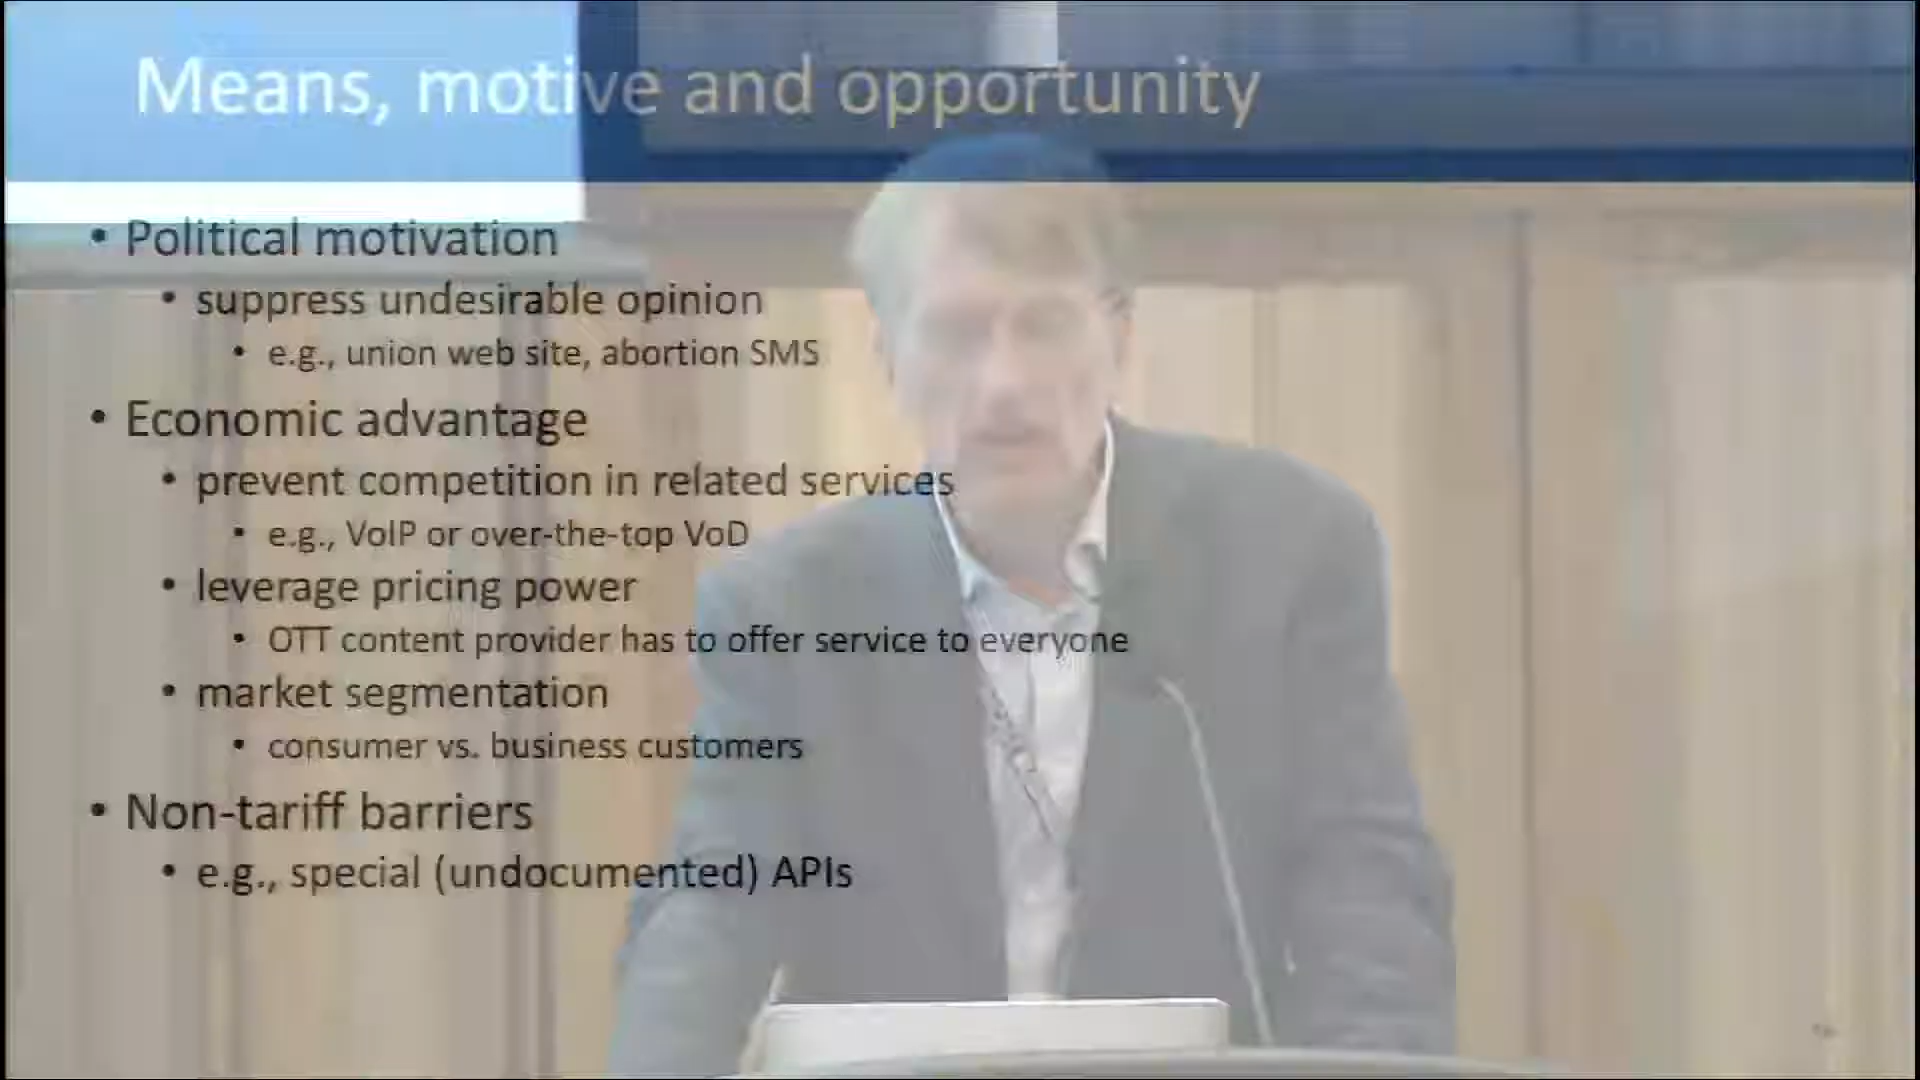 Means, motive and opportunity
• Political motivation
• suppress undesirable opinion
• e.g., union web site, abortion SMS
• Economic advantage
• prevent competition in related services
• e.g., VoIP or over-the-top VoD
• leverage pricing power
• OTT content provider has to offer service to everyone
• market segmentation
• consumer vs. business customers
• Non-tariff barriers
• e.g., special (undocumented) APIs